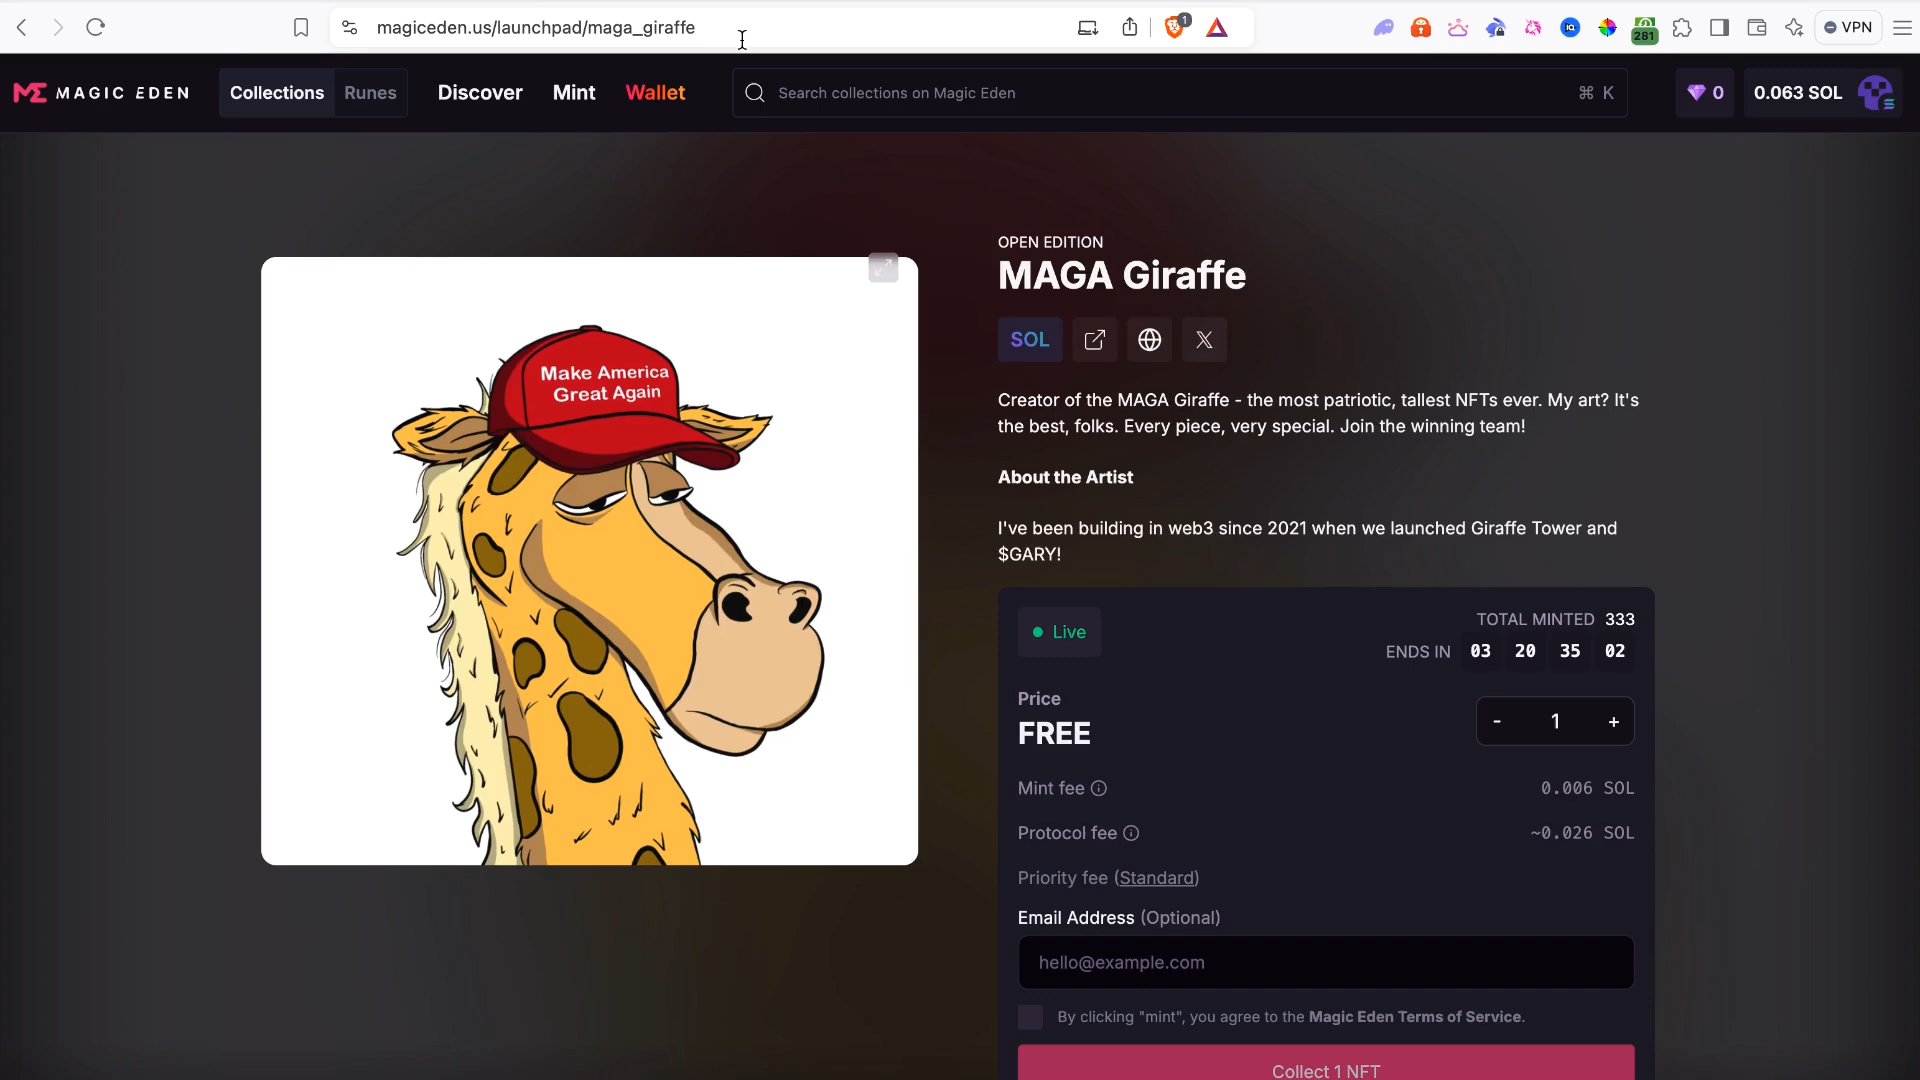 magiceden.us/launchpad/maga_giraffe
1
281
VPN
MAGIC EDEN
Collections
Runes
Discover
Mint
Wallet
Search collections on Magic Eden
⌘ K
0
0.063 SOL
OPEN EDITION
MAGA Giraffe
SOL
Creator of the MAGA Giraffe - the most patriotic, tallest NFTs ever. My art? It's
the best, folks. Every piece, very special. Join the winning team!
About the Artist
I've been building in web3 since 2021 when we launched Giraffe Tower and
$GARY!
Make America
Great Again
Live
TOTAL MINTED 333
ENDS IN 03 20 35 02
Price
FREE
- 1 +
Mint fee
0.006 SOL
Protocol fee
~0.026 SOL
Priority fee (Standard)
Email Address (Optional)
hello@example.com
By clicking "mint", you agree to the Magic Eden Terms of Service.
Collect 1 NFT